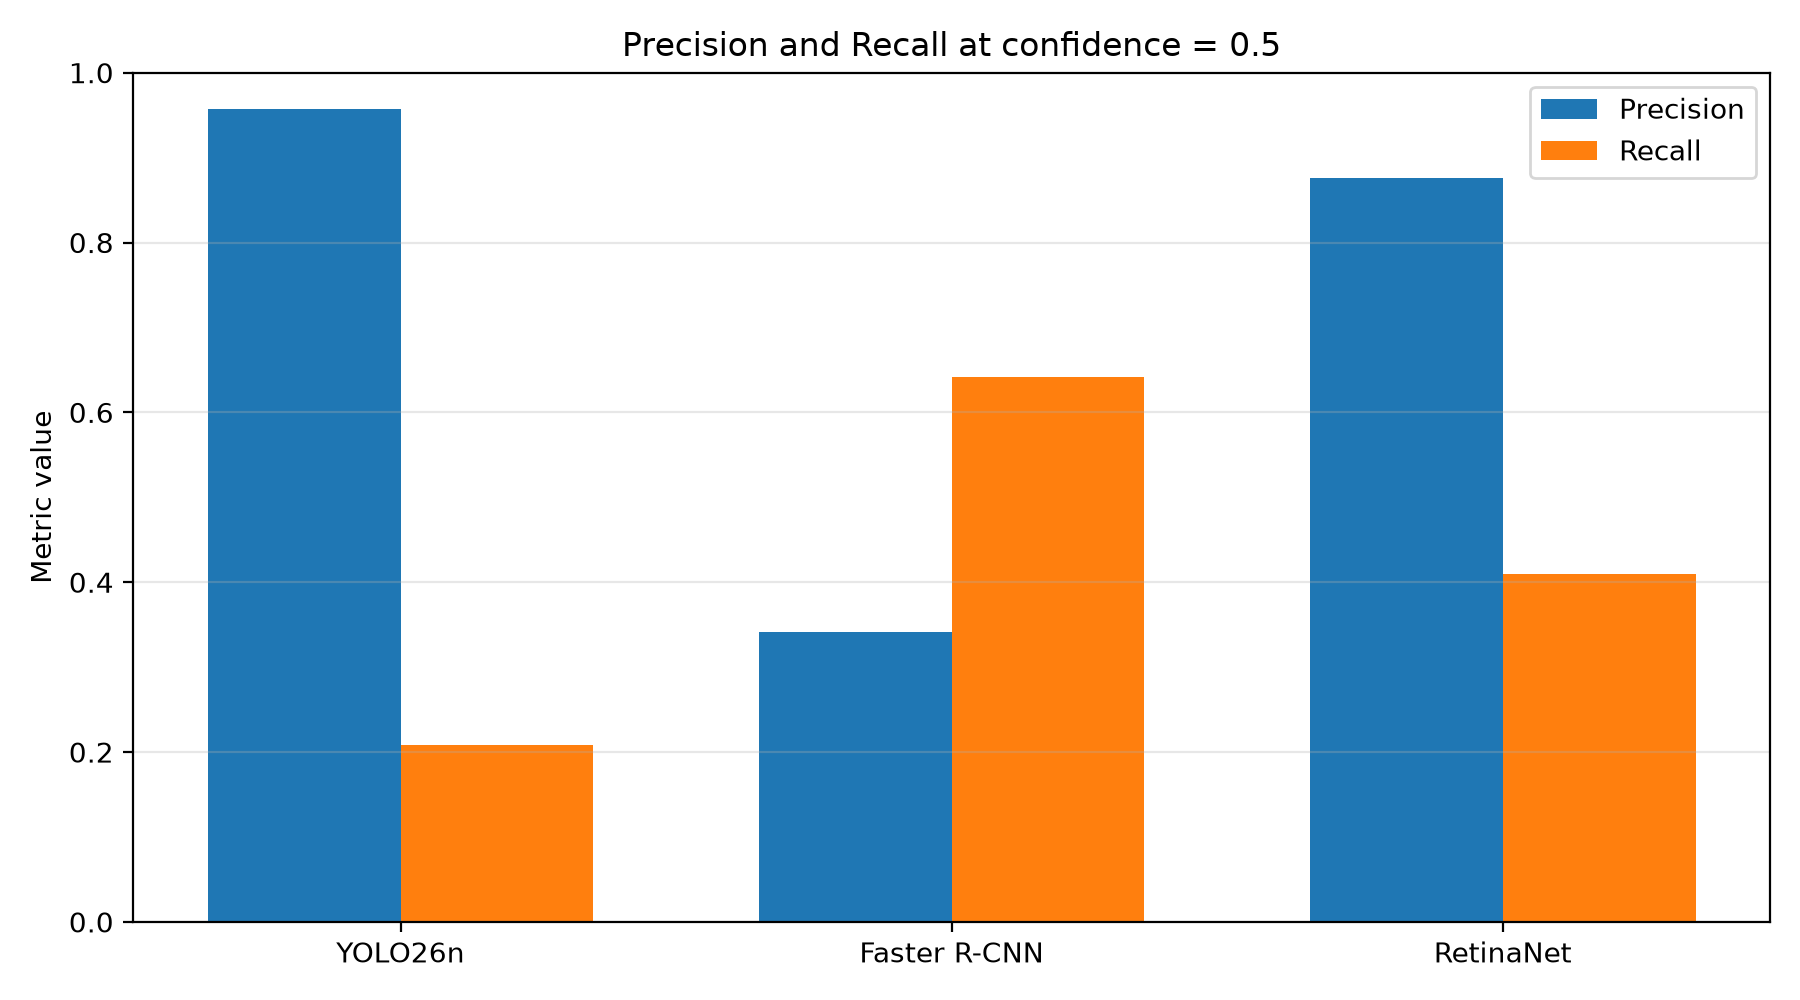 Precision and Recall at confidence = 0.5
Precision
Recall
Metric value
1.0
0.8
0.6
0.4
0.2
0.0
YOLO26n
Faster R-CNN
RetinaNet